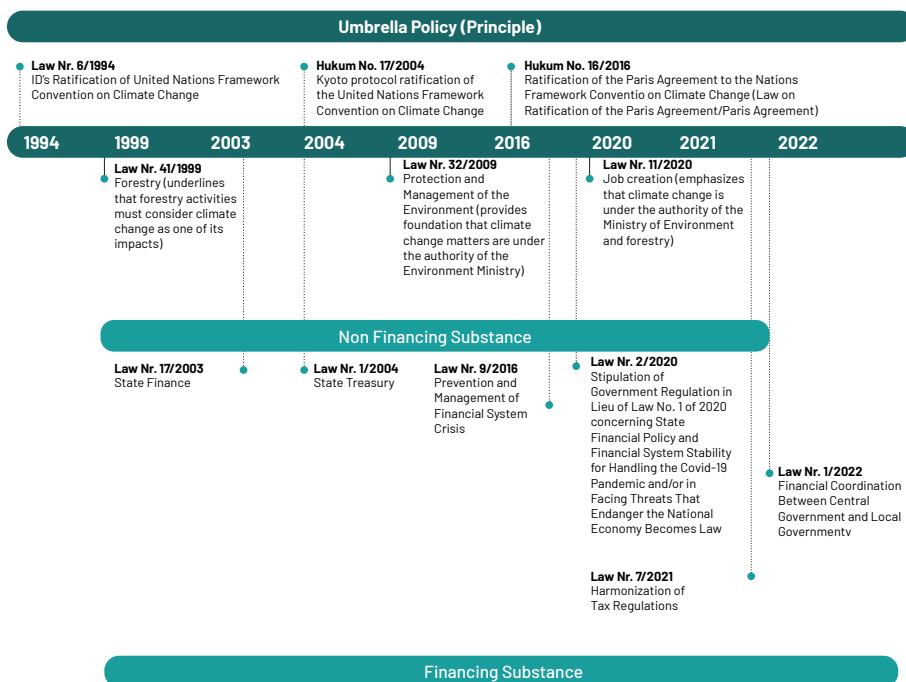 Umbrella Policy (Principle)
Law Nr. 6/1994
ID's Ratification of United Nations Framework
Convention on Climate Change
Hukum No. 17/2004
Kyoto protocol ratification of
the United Nations Framework
Convention on Climate Change
Hukum No. 16/2016
Ratification of the Paris Agreement to the Nations
Framework Conventio on Climate Change (Law on
Ratification of the Paris Agreement/Paris Agreement)
1994 1999 2003 2004 2009 2016 2020 2021 2022
Law Nr. 41/1999
Forestry (underlines
that forestry activities
must consider climate
change as one of its
impacts)
Law Nr. 32/2009
Protection and
Management of the
Environment (provides
foundation that climate
change matters are under
the authority of the
Environment Ministry)
Law Nr. 11/2020
Job creation (emphasizes
that climate change is
under the authority of the
Ministry of Environment
and forestry)
Non Financing Substance
Law Nr. 17/2003
State Finance
Law Nr. 1/2004
State Treasury
Law Nr. 9/2016
Prevention and
Management of
Financial System
Crisis
Law Nr. 2/2020
Stipulation of
Government Regulation in
Lieu of Law No. 1 of 2020
concerning State
Financial Policy and
Financial System Stability
for Handling the Covid-19
Pandemic and/or in
Facing Threats That
Endanger the National
Economy Becomes Law
Law Nr. 1/2022
Financial Coordination
Between Central
Government and Local
Governmentv
Law Nr. 7/2021
Harmonization of
Tax Regulations
Financing Substance